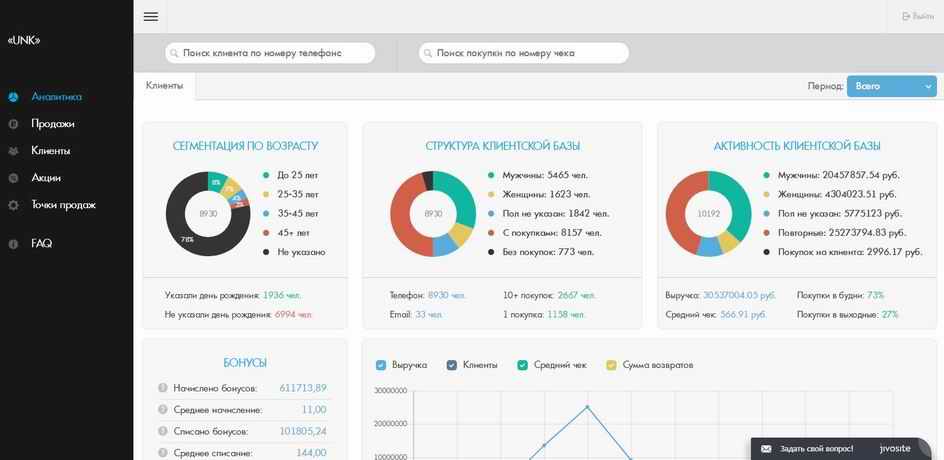 «UNK»
Выйти
Поиск клиента по номеру телефонс
Поиск покупки по номеру чека
Аналитика
Продажи
Клиенты
Акции
Точки продаж
FAQ
Клиенты
Период: Всего
СЕГМЕНТАЦИЯ ПО ВОЗРАСТУ
8930
78%
До 25 лет
25-35 лет
35-45 лет
45+ лет
Не указано
Указали день рождения: 1936 чел.
Не указали день рождения: 6994 чел.
СТРУКТУРА КЛИЕНТСКОЙ БАЗЫ
8930
Мужчины: 5465 чел.
Женщины: 1623 чел.
Пол не указан: 1842 чел.
С покупками: 8157 чел.
Без покупок: 773 чел.
Телефон: 8930 чел.
10+ покупок: 2667 чел.
Email: 33 чел.
1 покупка: 1158 чел.
АКТИВНОСТЬ КЛИЕНТСКОЙ БАЗЫ
10192
Мужчины: 20457857.54 руб.
Женщины: 4304023.51 руб.
Пол не указан: 5775123 руб.
Повторные: 25273794.83 руб.
Покупок на клиента: 2996.17 руб.
Выручка: 30537004.05 руб.
Покупки в будни: 73%
Средний чек: 566.91 руб.
Покупки в выходные: 27%
БОНУСЫ
Начислено бонусов: 611713,89
Среднее начисление: 11,00
Списано бонусов: 101805,24
Среднее списание: 144,00
Выручка
Клиенты
Средний чек
Сумма возвратов
30000000
20000000
10000000
Задать свой вопрос!
jivosite